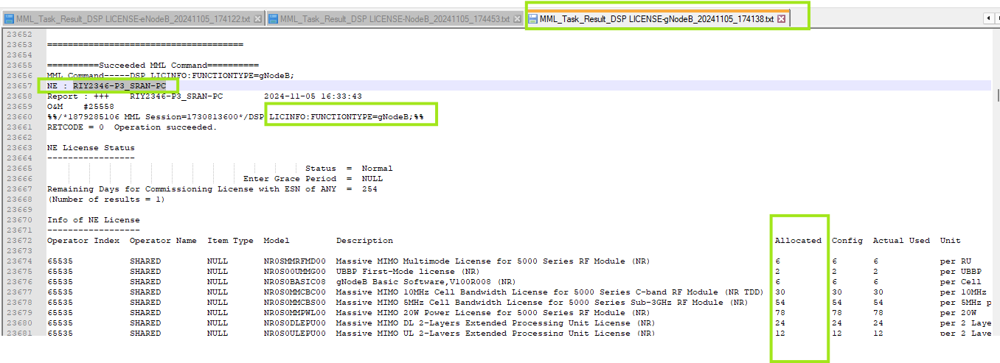 MML_Task_Result_DSP LICENSE-eNodeB_20241105_174122.txt MML_Task_Result_DSP LICENSE-NodeB_20241105_174453.txt MML_Task_Result_DSP LICENSE-gNodeB_20241105_174138.txt
23652
23653 ======================================
23654
23655 ==========Succeeded MML Command==========
23656 MML Command-----DSP LICINFO:FUNCTIONTYPE=gNodeB;
23657 NE : RIY2346-P3_SRAN-PC
23658 Report : +++ RIY2346-P3_SRAN-PC 2024-11-05 16:33:43
23659 O&M #25558
23660 %%/*1879285106 MML Session=1730813600*/DSP LICINFO:FUNCTIONTYPE=gNodeB;%%
23661 RETCODE = 0 Operation succeeded.
23662
23663 NE License Status
23664 -----------------
23665 Status = Normal
23666 Enter Grace Period = NULL
23667 Remaining Days for Commissioning License with ESN of ANY = 254
23668 (Number of results = 1)
23669
23670 Info of NE License
23671 ------------------
23672 Operator Index Operator Name Item Type Model Description Allocated Config Actual Used Unit
23673
23674 65535 SHARED NULL NR0SMMRFMD00 Massive MIMO Multimode License for 5000 Series RF Module (NR) 6 6 6 per RU
23675 65535 SHARED NULL NR0S00UMMG00 UBBP First-Mode license (NR) 2 2 2 per UBBP
23676 65535 SHARED NULL NR0SBASIC08 gNodeB Basic Software,V100R008 (NR) 6 6 6 per Cell
23677 65535 SHARED NULL NR0SMMCBC00 Massive MIMO 10MHz Cell Bandwidth License for 5000 Series C-band RF Module (NR TDD) 30 30 30 per 10MHz
23678 65535 SHARED NULL NR0SMMCBS00 Massive MIMO 5MHz Cell Bandwidth License for 5000 Series Sub-3GHz RF Module (NR) 54 54 54 per 5MHz p
23679 65535 SHARED NULL NR0SMMPWL00 Massive MIMO 20W Power License for 5000 Series RF Module (NR) 78 78 78 per 20W
23680 65535 SHARED NULL NR0S0DLEPU00 Massive MIMO DL 2-Layers Extended Processing Unit License (NR) 24 24 24 per 2 Laye
23681 65535 SHARED NULL NR0S0ULEPU00 Massive MIMO UL 2-Layers Extended Processing Unit License (NR) 12 12 12 per 2 Laye